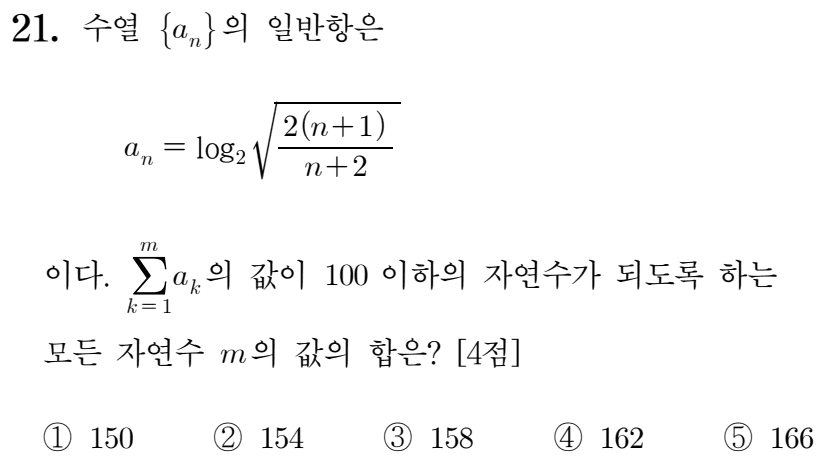 21. 수열 {aₙ}의 일반항은
aₙ = log₂ √(2(n+1)/(n+2))
이다. ∑_{k=1}^{m} aₖ의 값이 100 이하의 자연수가 되도록 하는
모든 자연수 m의 값의 합은? [4점]
① 150 ② 154 ③ 158 ④ 162 ⑤ 166